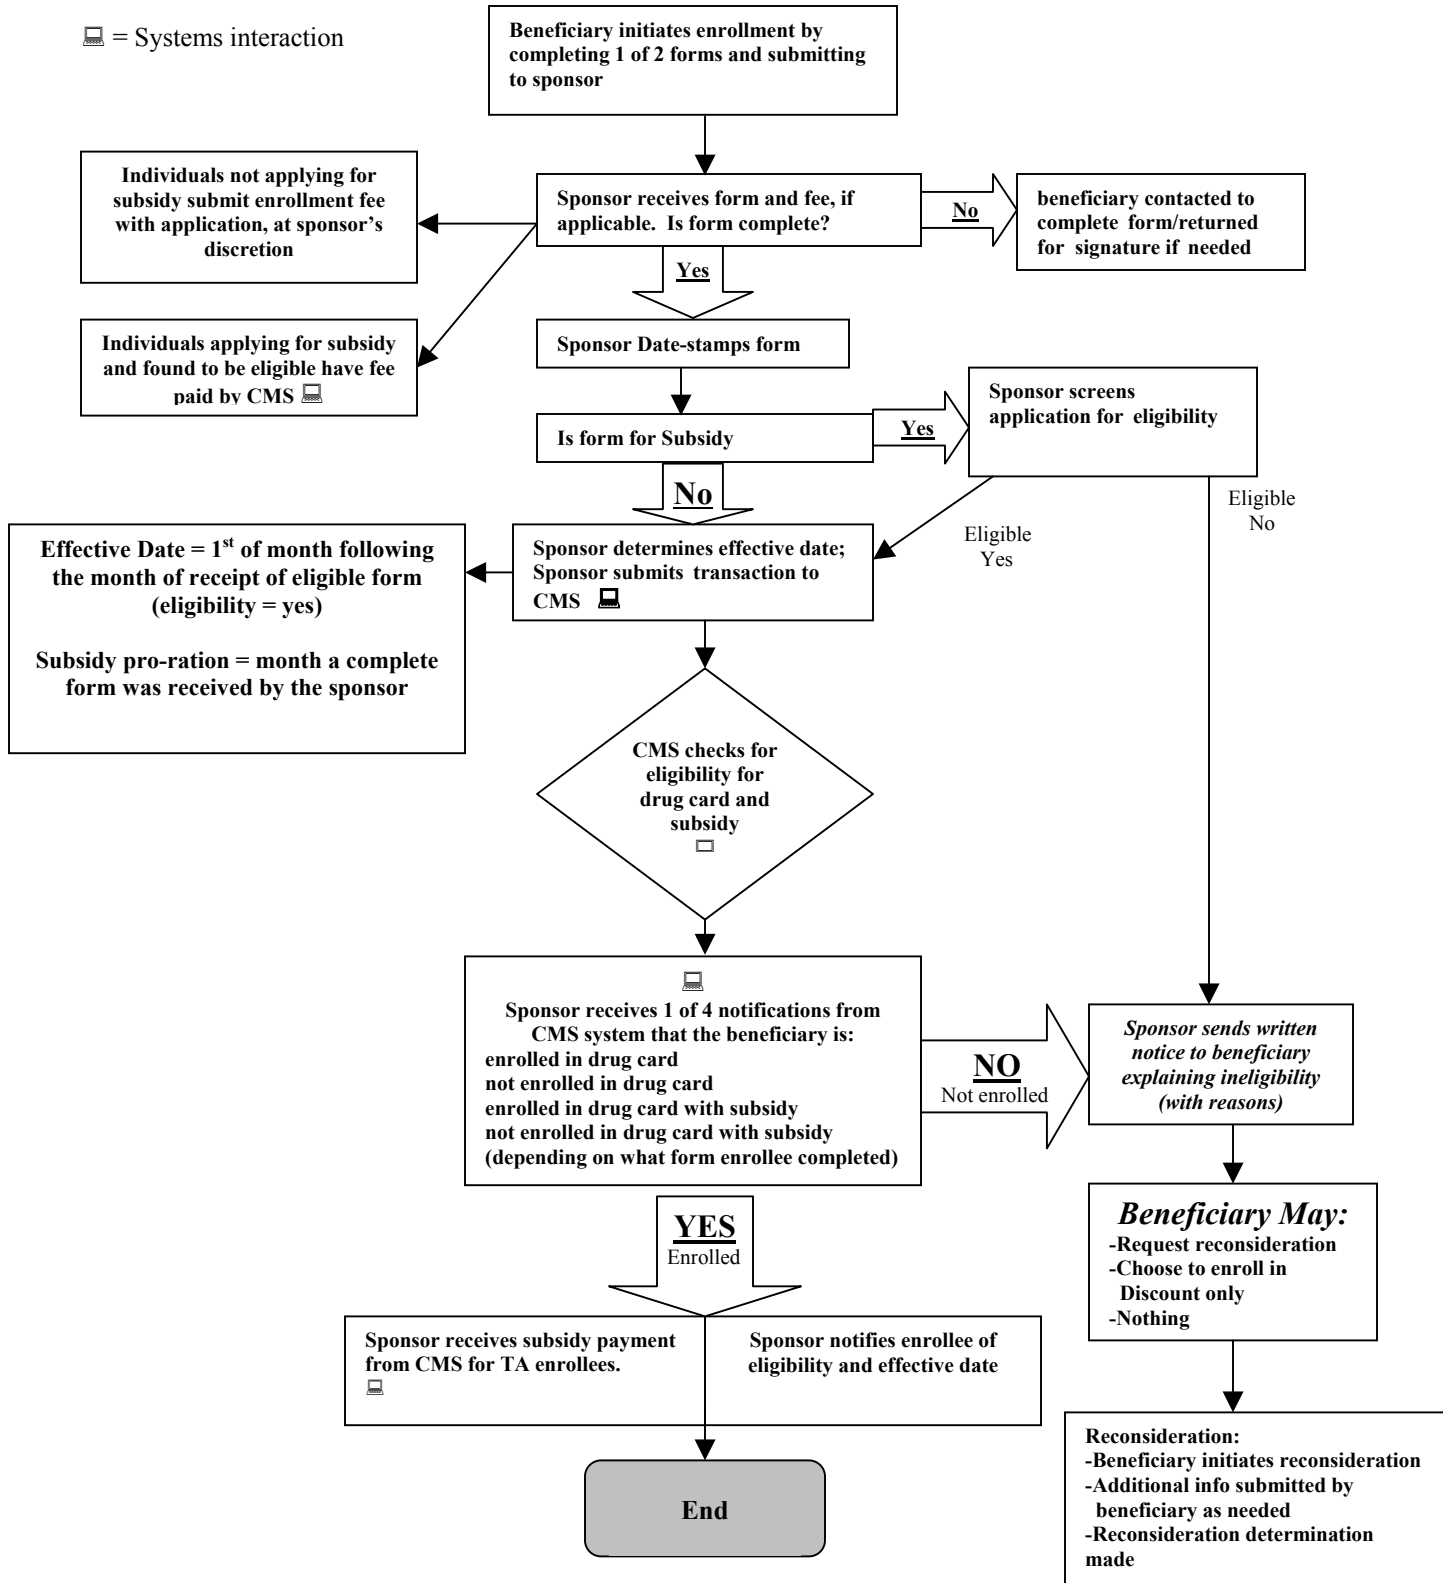 💻 = Systems interaction
Beneficiary initiates enrollment by
completing 1 of 2 forms and submitting
to sponsor
Individuals not applying for
subsidy submit enrollment fee
with application, at sponsor's
discretion
Sponsor receives form and fee, if
applicable. Is form complete?
No
beneficiary contacted to
complete form/returned
for signature if needed
Yes
Individuals applying for subsidy
and found to be eligible have fee
paid by CMS 💻
Sponsor Date-stamps form
Is form for Subsidy
Yes
Sponsor screens
application for eligibility
No
Eligible
Yes
Eligible
No
Effective Date = 1st of month following
the month of receipt of eligible form
(eligibility = yes)
Subsidy pro-ration = month a complete
form was received by the sponsor
Sponsor determines effective date;
Sponsor submits transaction to
CMS 💻
CMS checks for
eligibility for
drug card and
subsidy
Sponsor receives 1 of 4 notifications from
CMS system that the beneficiary is:
enrolled in drug card
not enrolled in drug card
enrolled in drug card with subsidy
not enrolled in drug card with subsidy
(depending on what form enrollee completed)
NO
Not enrolled
Sponsor sends written
notice to beneficiary
explaining ineligibility
(with reasons)
YES
Enrolled
Beneficiary May:
-Request reconsideration
-Choose to enroll in
Discount only
-Nothing
Sponsor receives subsidy payment
from CMS for TA enrollees.
Sponsor notifies enrollee of
eligibility and effective date
Reconsideration:
-Beneficiary initiates reconsideration
-Additional info submitted by
beneficiary as needed
-Reconsideration determination
made
End